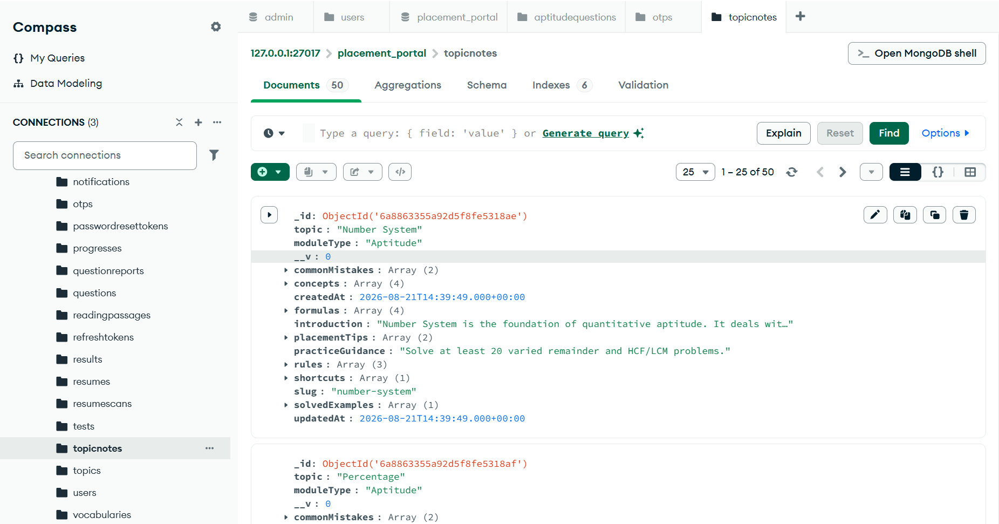 Compass
My Queries
Data Modeling
CONNECTIONS (3)
Search connections
notifications
otps
passwordresettokens
progresses
questionreports
questions
readingpassages
refreshtokens
results
resumes
resumescans
tests
topicnotes
topics
users
vocabularies
admin
users
placement_portal
aptitudequestions
otps
topicnotes
127.0.0.1:27017 > placement_portal > topicnotes
>_ Open MongoDB shell
Documents 50
Aggregations
Schema
Indexes 6
Validation
Type a query: { field: 'value' } or Generate query
Explain
Reset
Find
Options
25
1 – 25 of 50
_id: ObjectId('6a8863355a92d5f8fe5318ae')
topic : "Number System"
moduleType : "Aptitude"
__v : 0
commonMistakes : Array (2)
concepts : Array (4)
createdAt : 2026-08-21T14:39:49.000+00:00
formulas : Array (4)
introduction : "Number System is the foundation of quantitative aptitude. It deals wit…"
placementTips : Array (2)
practiceGuidance : "Solve at least 20 varied remainder and HCF/LCM problems."
rules : Array (3)
shortcuts : Array (1)
slug : "number-system"
solvedExamples : Array (1)
updatedAt : 2026-08-21T14:39:49.000+00:00
_id: ObjectId('6a8863355a92d5f8fe5318af')
topic : "Percentage"
moduleType : "Aptitude"
__v : 0
commonMistakes : Array (2)